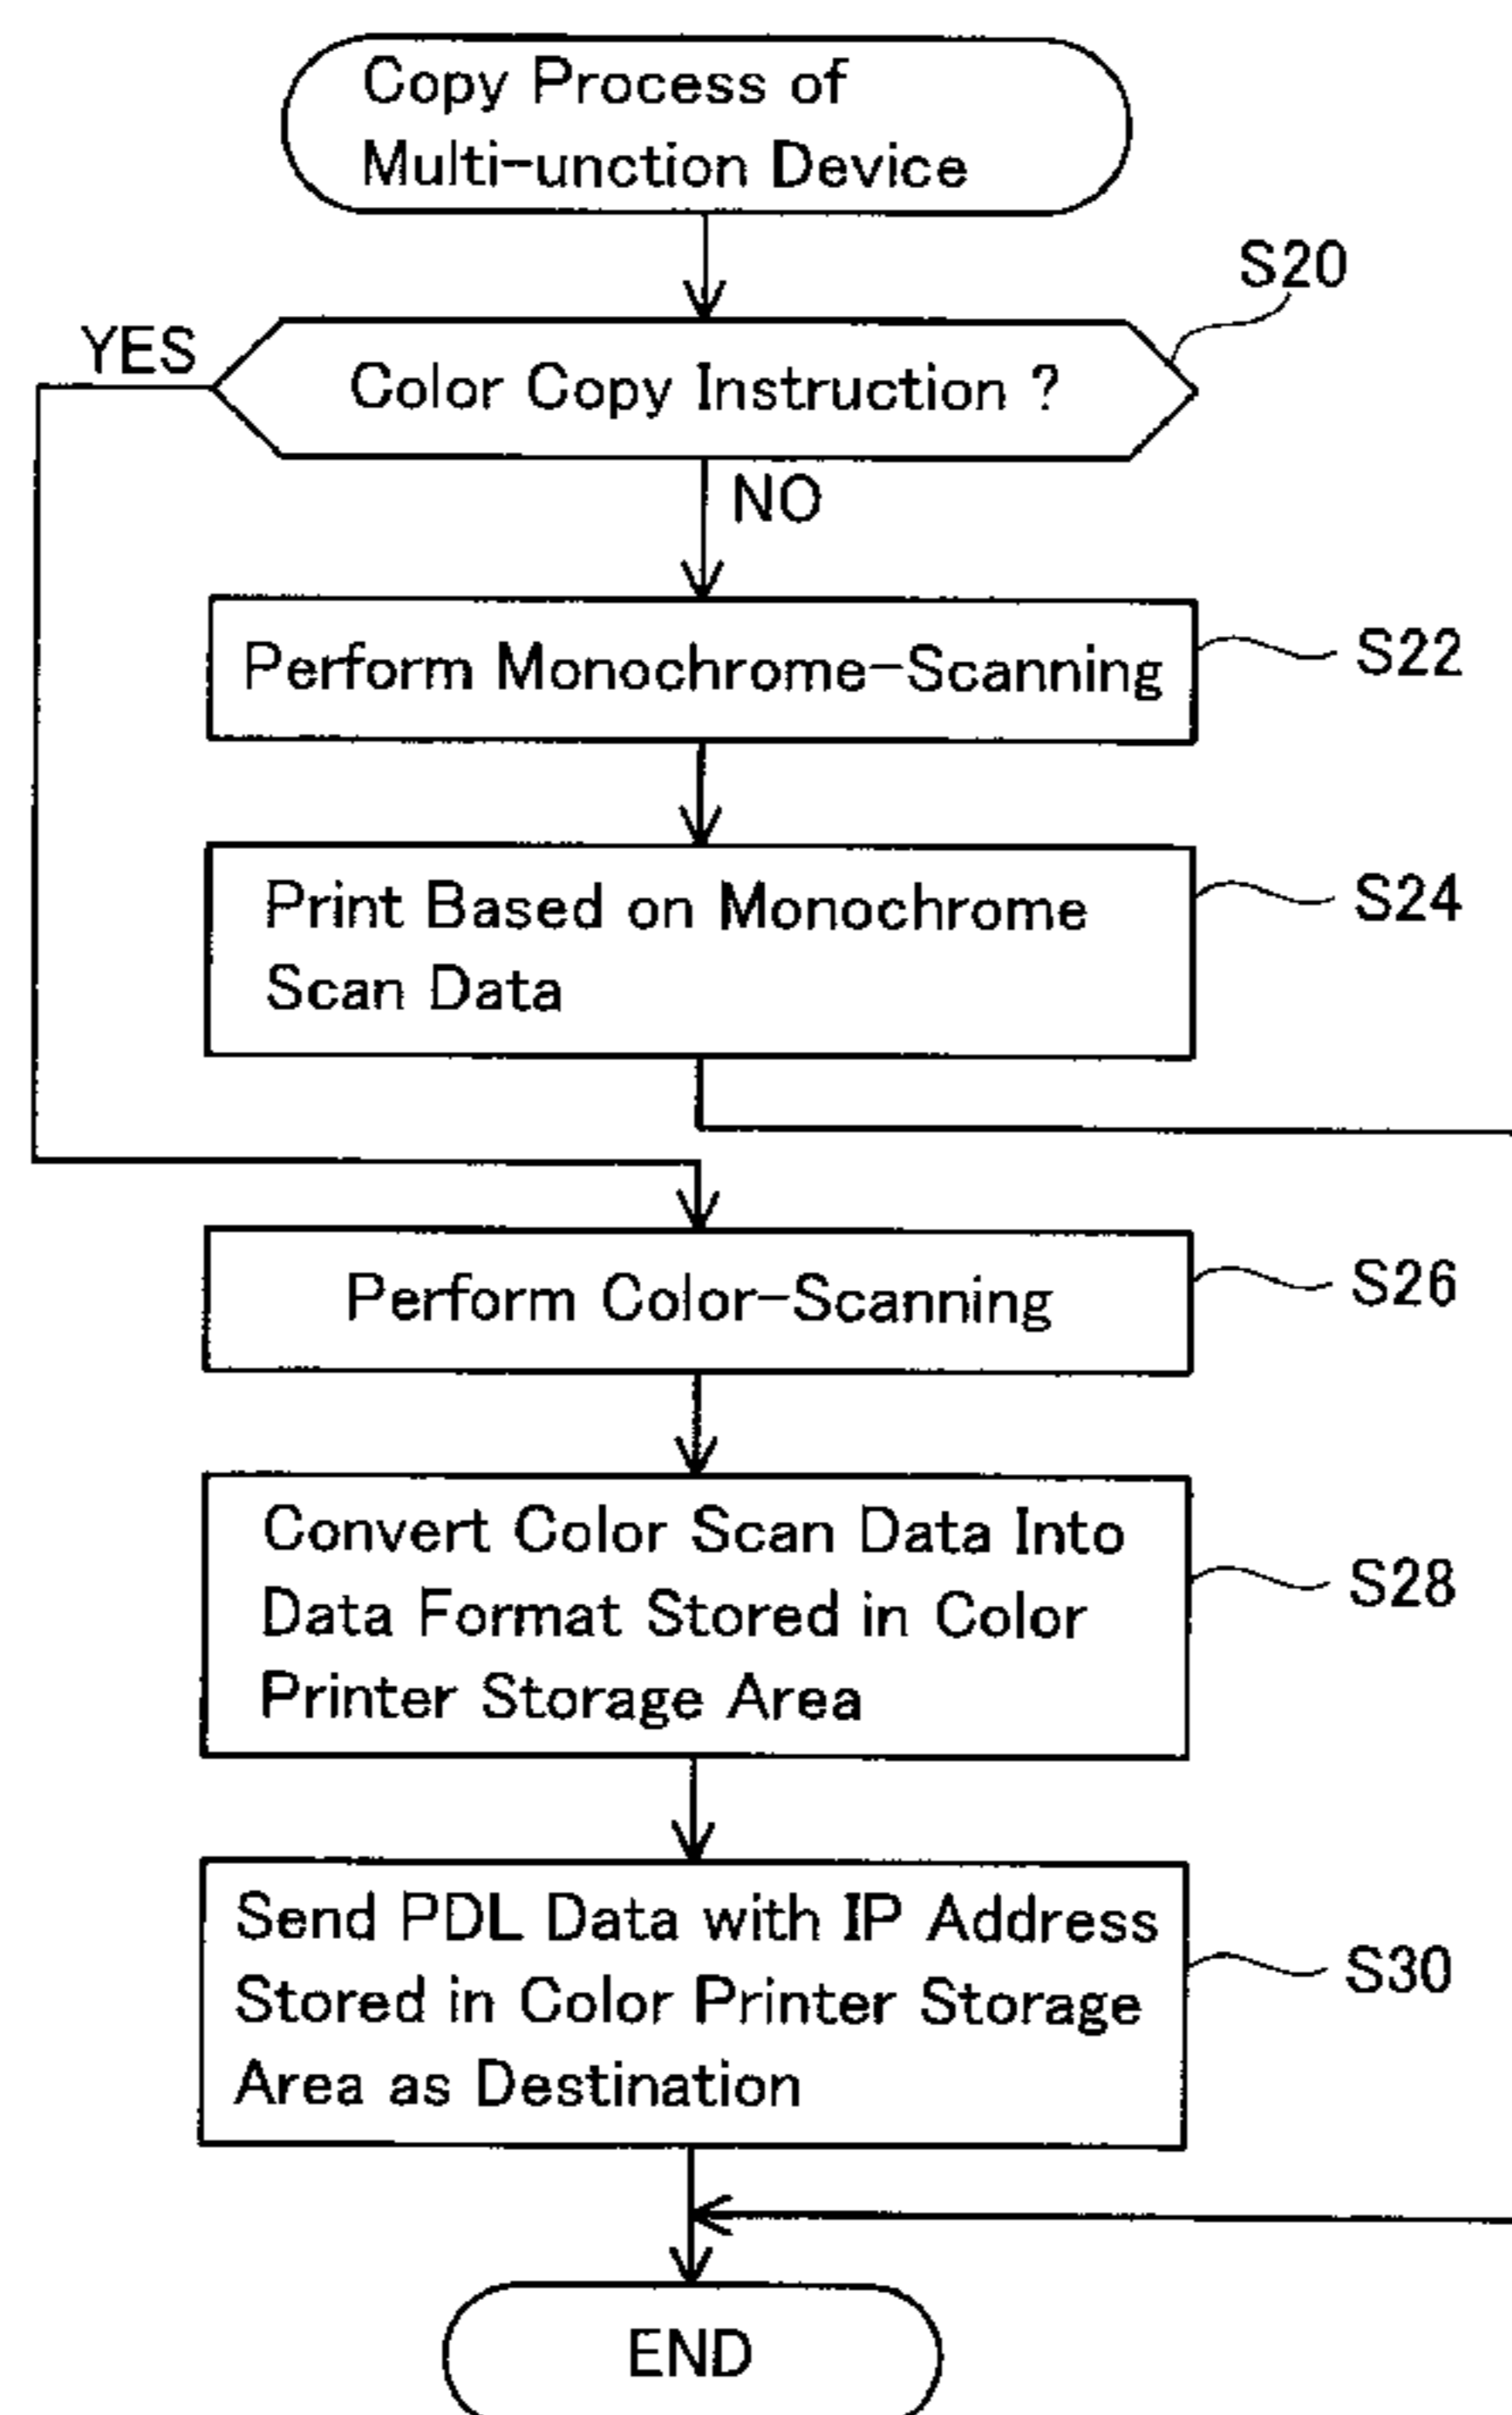 Copy Process of
Multi-unction Device
S20
YES
Color Copy Instruction ?
NO
Perform Monochrome-Scanning
S22
Print Based on Monochrome
Scan Data
S24
Perform Color-Scanning
S26
Convert Color Scan Data Into
Data Format Stored in Color
Printer Storage Area
S28
Send PDL Data with IP Address
Stored in Color Printer Storage
Area as Destination
S30
END